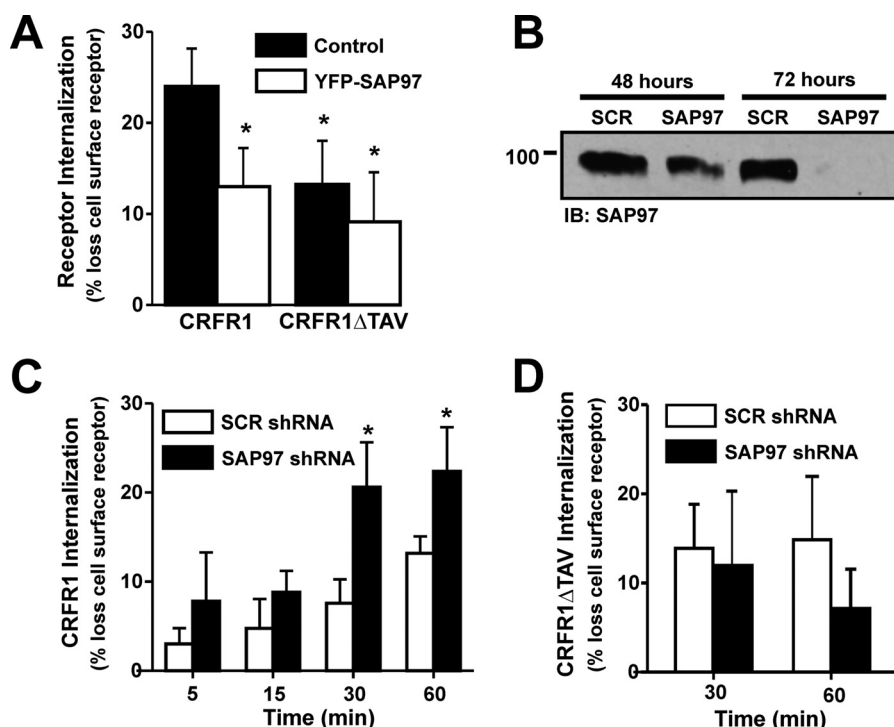 A
Receptor Internalization
(% loss cell surface receptor)
30
20
10
0
Control
YFP-SAP97
*
*
*
CRFR1
CRFR1ΔTAV
B
48 hours
72 hours
SCR
SAP97
SCR
SAP97
100
IB: SAP97
C
CRFR1 Internalization
(% loss cell surface receptor)
30
20
10
0
SCR shRNA
SAP97 shRNA
*
*
5
15
30
60
Time (min)
D
CRFR1ΔTAV Internalization
(% loss cell surface receptor)
30
20
10
0
SCR shRNA
SAP97 shRNA
30
60
Time (min)